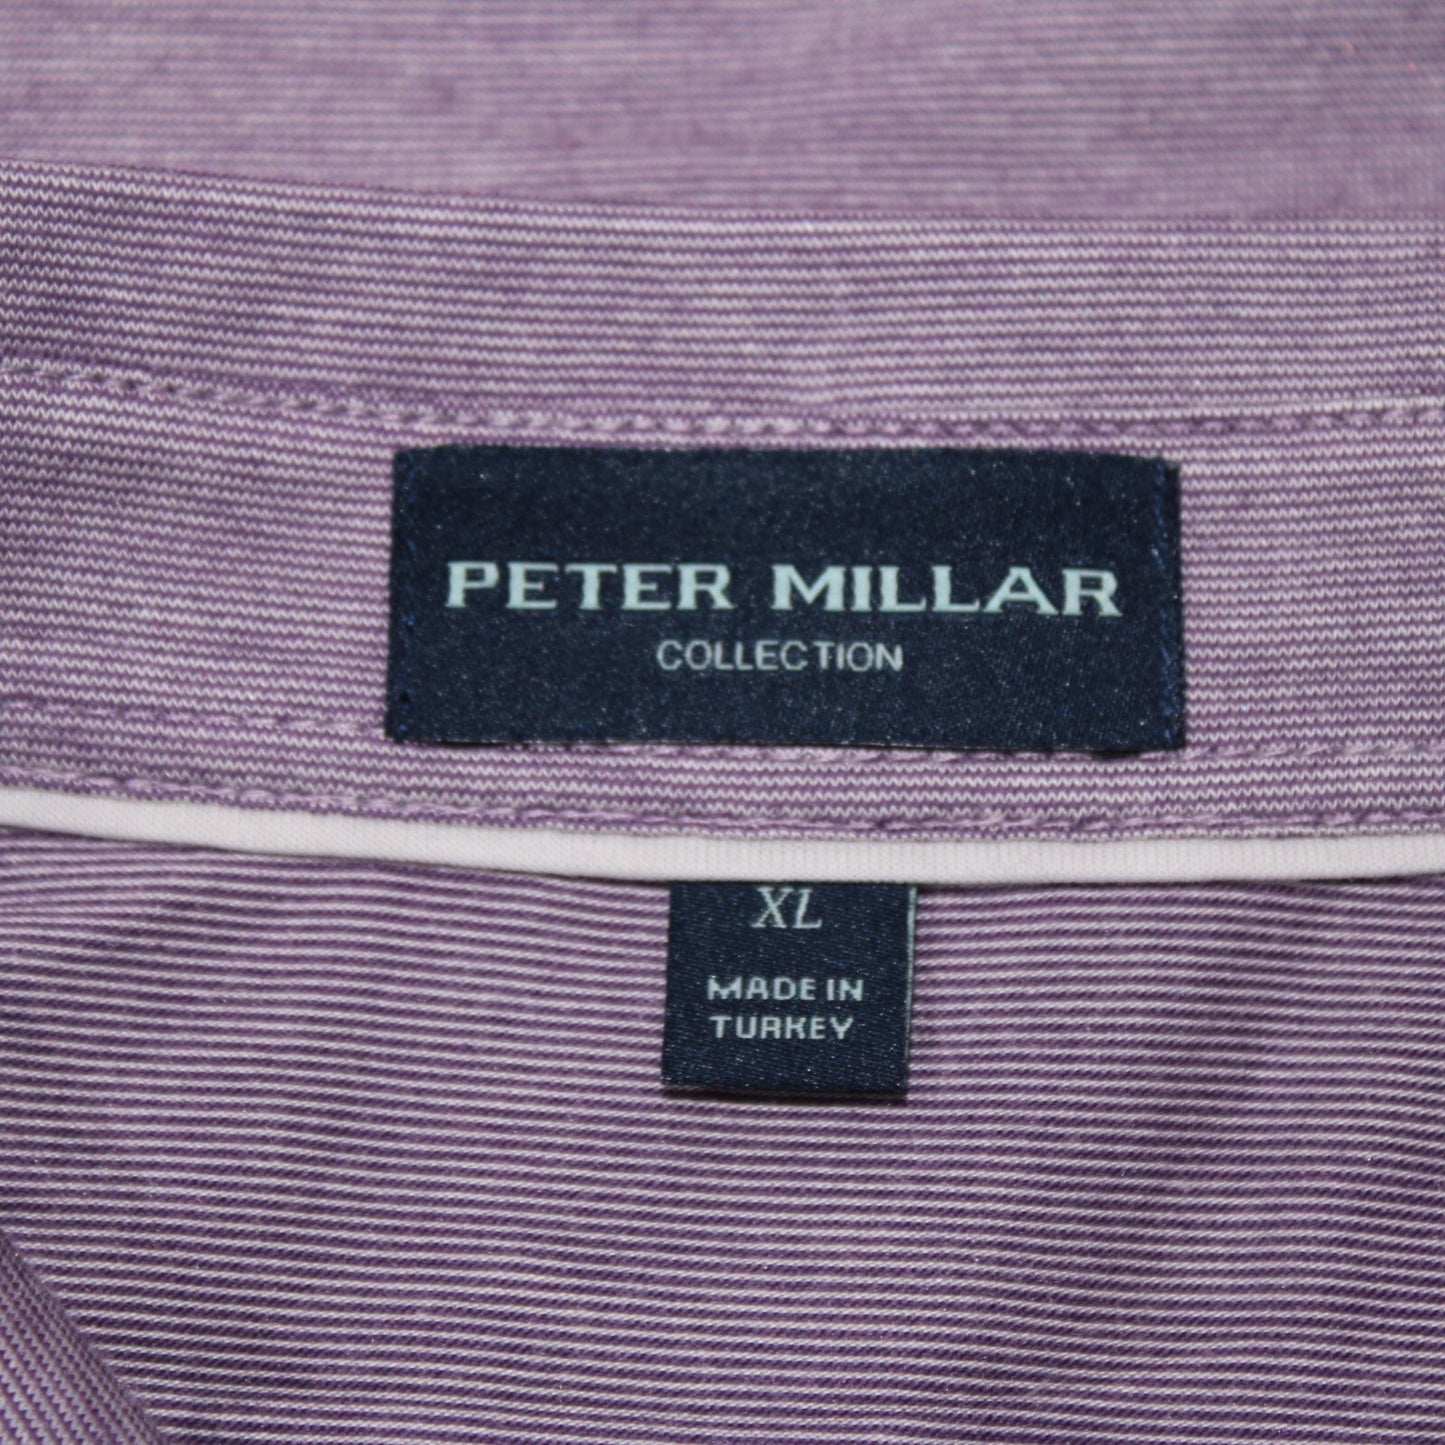 PETER MILLAR
COLLECTION
XL
MADE IN
TURKEY